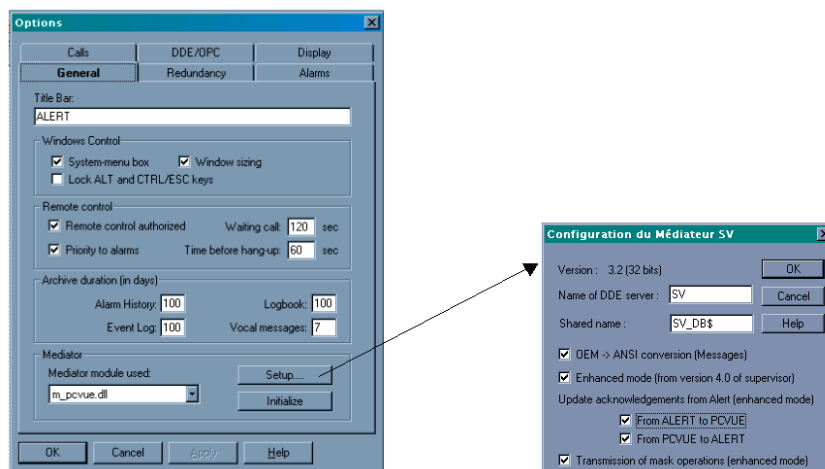 Options
Calls DDE/OPC Display
General Redundancy Alarms
Title Bar:
ALERT
Windows Control
System-menu box Window sizing
Lock ALT and CTRL/ESC keys
Remote control
Remote control authorized Waiting call: 120 sec
Priority to alarms Time before hang-up: 60 sec
Archive duration (in days)
Alarm History: 100 Logbook: 100
Event Log: 100 Vocal messages: 7
Mediator
Mediator module used:
Setup....
m_pcvue.dll
Initialize
OK Cancel Apply Help
Configuration du Médiateur SV
Version : 3.2 (32 bits) OK
Name of DDE server : SV Cancel
Shared name : SV_DB$ Help
OEM -> ANSI conversion (Messages)
Enhanced mode (from version 4.0 of supervisor)
Update acknowledgements from Alert (enhanced mode)
From ALERT to PCVUE
From PCVUE to ALERT
Transmission of mask operations (enhanced mode)